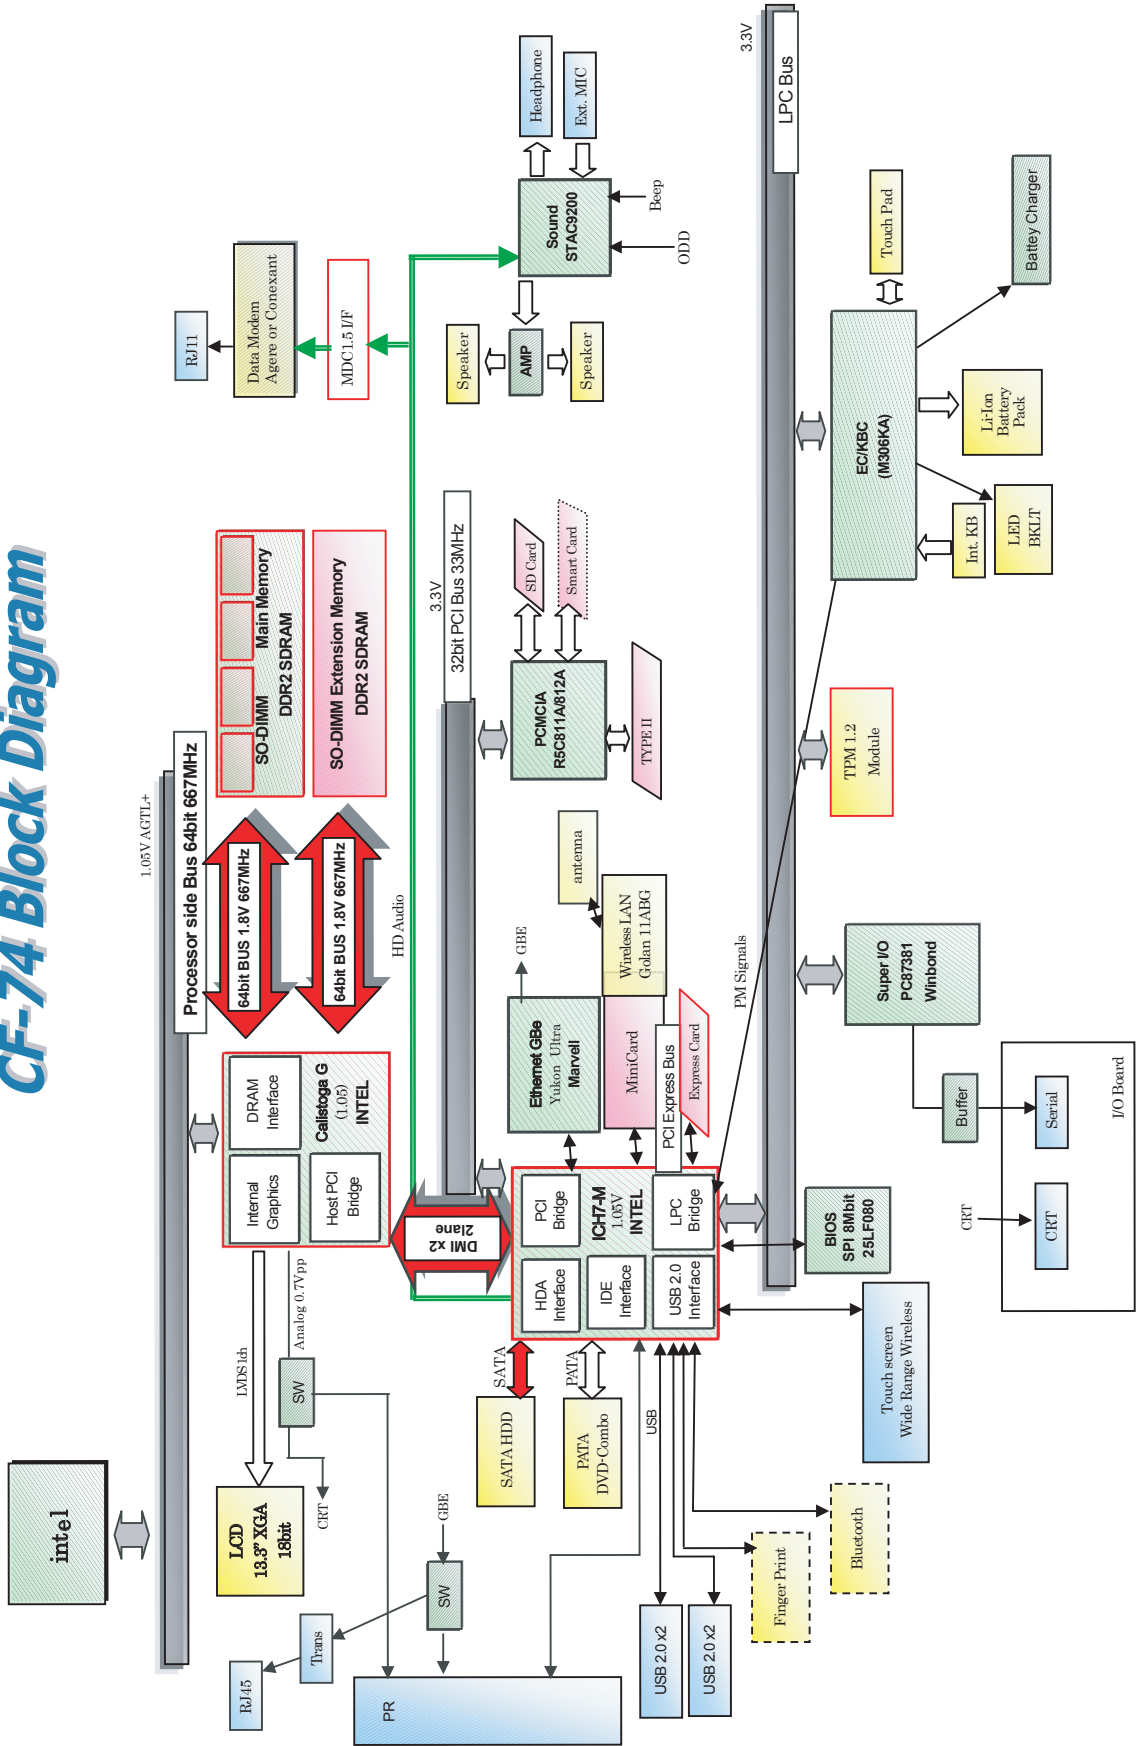 CF-74 Block Diagram
intel
1.05V AGTL+
Processor side Bus 64bit 667MHz
LCD
13.3" XGA
18bit
LVDS1ch
Analog 0.7Vpp
SW
CRT
Internal
Graphics
DRAM
Interface
Host PCI
Bridge
Calistoga G
(1.05)
INTEL
64bit BUS 1.8V 667MHz
64bit BUS 1.8V 667MHz
SO-DIMM
Main Memory
DDR2 SDRAM
SO-DIMM Extension Memory
DDR2 SDRAM
RJ11
Data Modem
Agere or Conexant
MDC1.5 I/F
HD Audio
RJ45
Trans
SW
GBE
PR
DMI x2
2lane
3.3V
32bit PCI Bus 33MHz
Speaker
AMP
Speaker
Sound
STAC9200
Headphone
Ext. MIC
ODD
Beep
SATA HDD
SATA
PATA
DVD-Combo
PATA
HDA
Interface
PCI
Bridge
IDE
Interface
ICH7-M
1.05V
INTEL
USB 2.0
Interface
LPC
Bridge
Ethernet GBe
Yukon Ultra
Marvell
GBE
MiniCard
Wireless LAN
Golan 11ABG
antenna
PCI Express Bus
Express Card
PCMCIA
R5C811A/812A
SD Card
Smart Card
TYPE II
USB
USB 2.0 x2
USB 2.0 x2
Finger Print
Bluetooth
Touch screen
Wide Range Wireless
PM Signals
3.3V
LPC Bus
BIOS
SPI 8Mbit
25LF080
Super I/O
PC87381
Winbond
TPM 1.2
Module
EC/KBC
(M306KA)
Touch Pad
Int. KB
LED
BKLT
Li-Ion
Battery
Pack
Battey Charger
Buffer
CRT
CRT
Serial
I/O Board